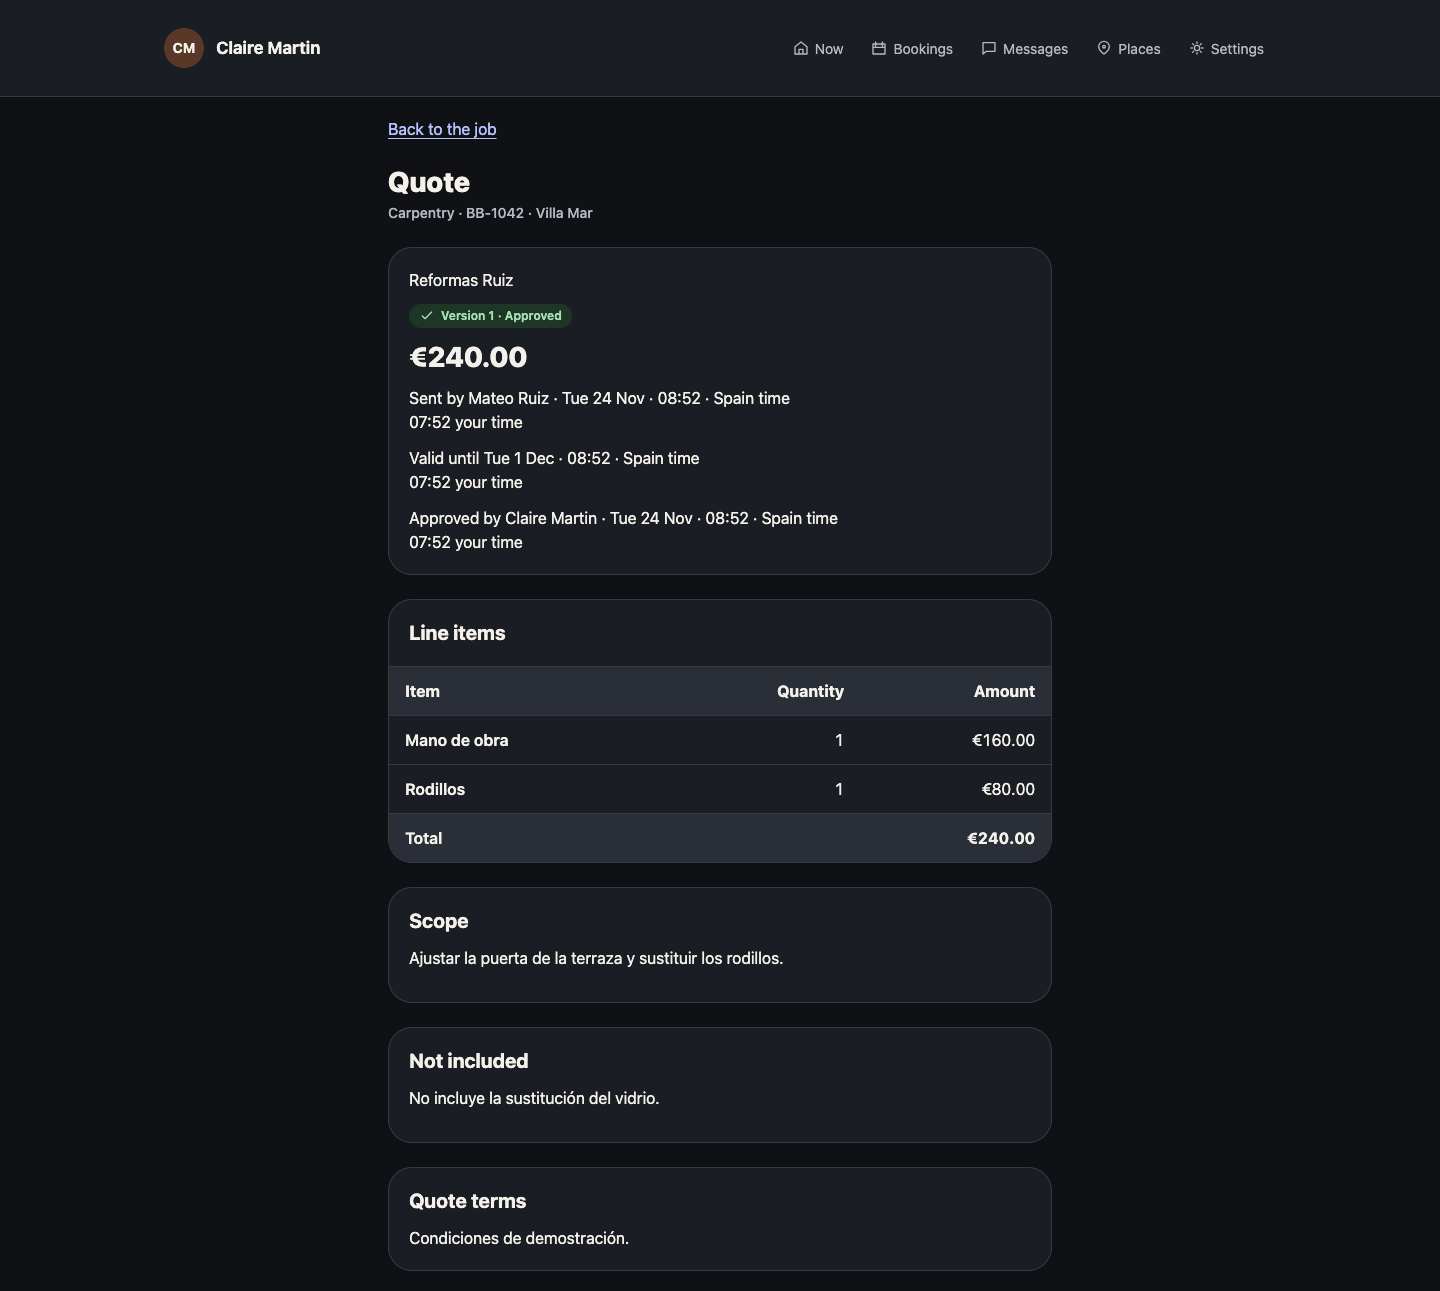 CM Claire Martin Now Bookings Messages Places Settings
Back to the job
Quote
Carpentry · BB-1042 · Villa Mar
Reformas Ruiz
Version 1 · Approved
€240.00
Sent by Mateo Ruiz · Tue 24 Nov · 08:52 · Spain time
07:52 your time
Valid until Tue 1 Dec · 08:52 · Spain time
07:52 your time
Approved by Claire Martin · Tue 24 Nov · 08:52 · Spain time
07:52 your time
Line items
Item Quantity Amount
Mano de obra 1 €160.00
Rodillos 1 €80.00
Total €240.00
Scope
Ajustar la puerta de la terraza y sustituir los rodillos.
Not included
No incluye la sustitución del vidrio.
Quote terms
Condiciones de demostración.